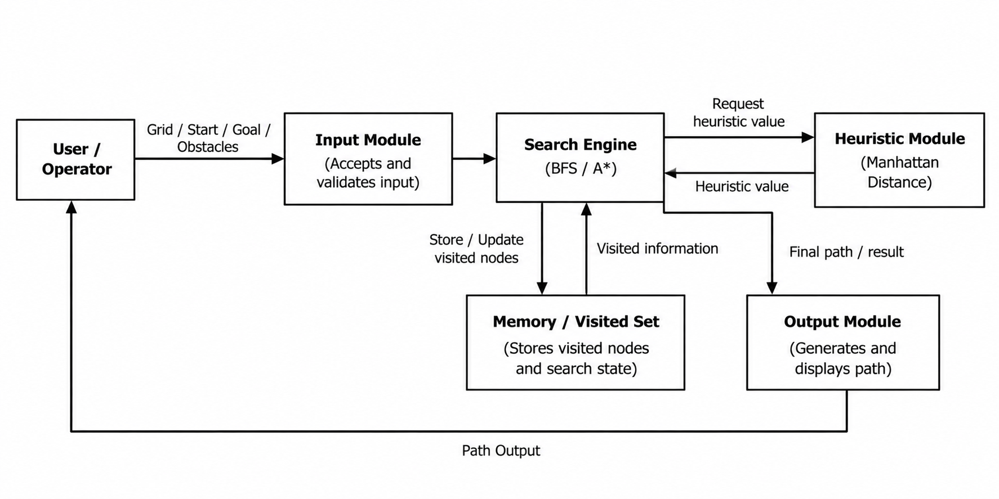 User /
Operator
Grid / Start / Goal /
Obstacles
Input Module
(Accepts and
validates input)
Search Engine
(BFS / A*)
Request
heuristic value
Heuristic value
Heuristic Module
(Manhattan
Distance)
Store / Update
visited nodes
Visited information
Final path / result
Memory / Visited Set
(Stores visited nodes
and search state)
Output Module
(Generates and
displays path)
Path Output